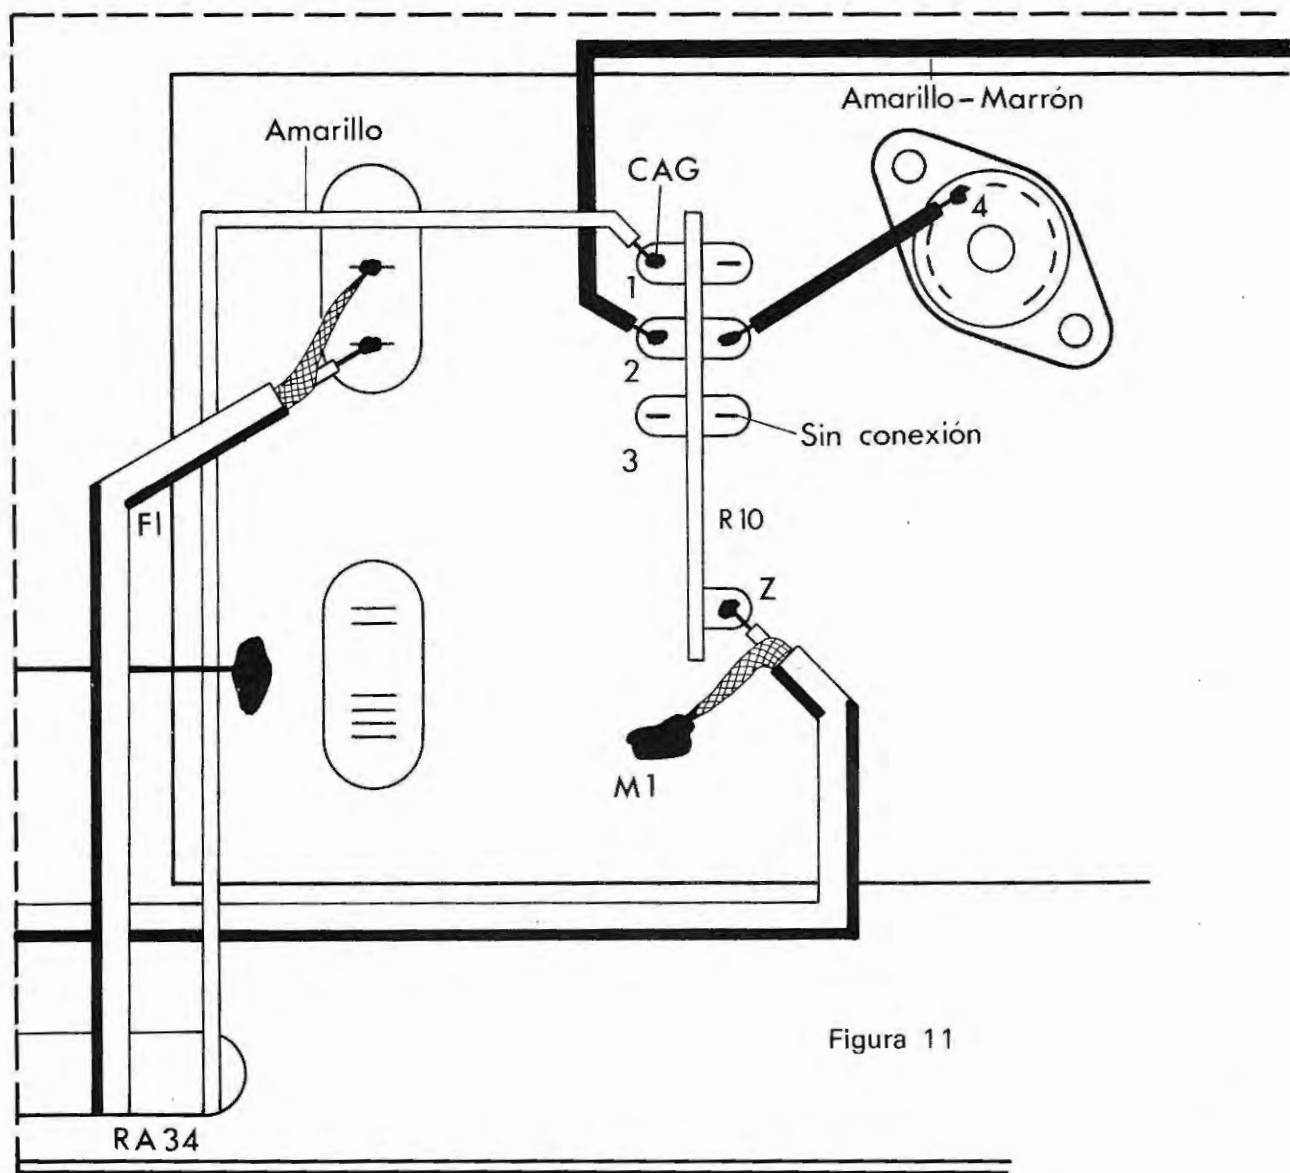 Amarillo-Marrón
Amarillo
CAG
4
1
2
Sin conexión
3
FI
R10
Z
M1
Figura 11
RA34